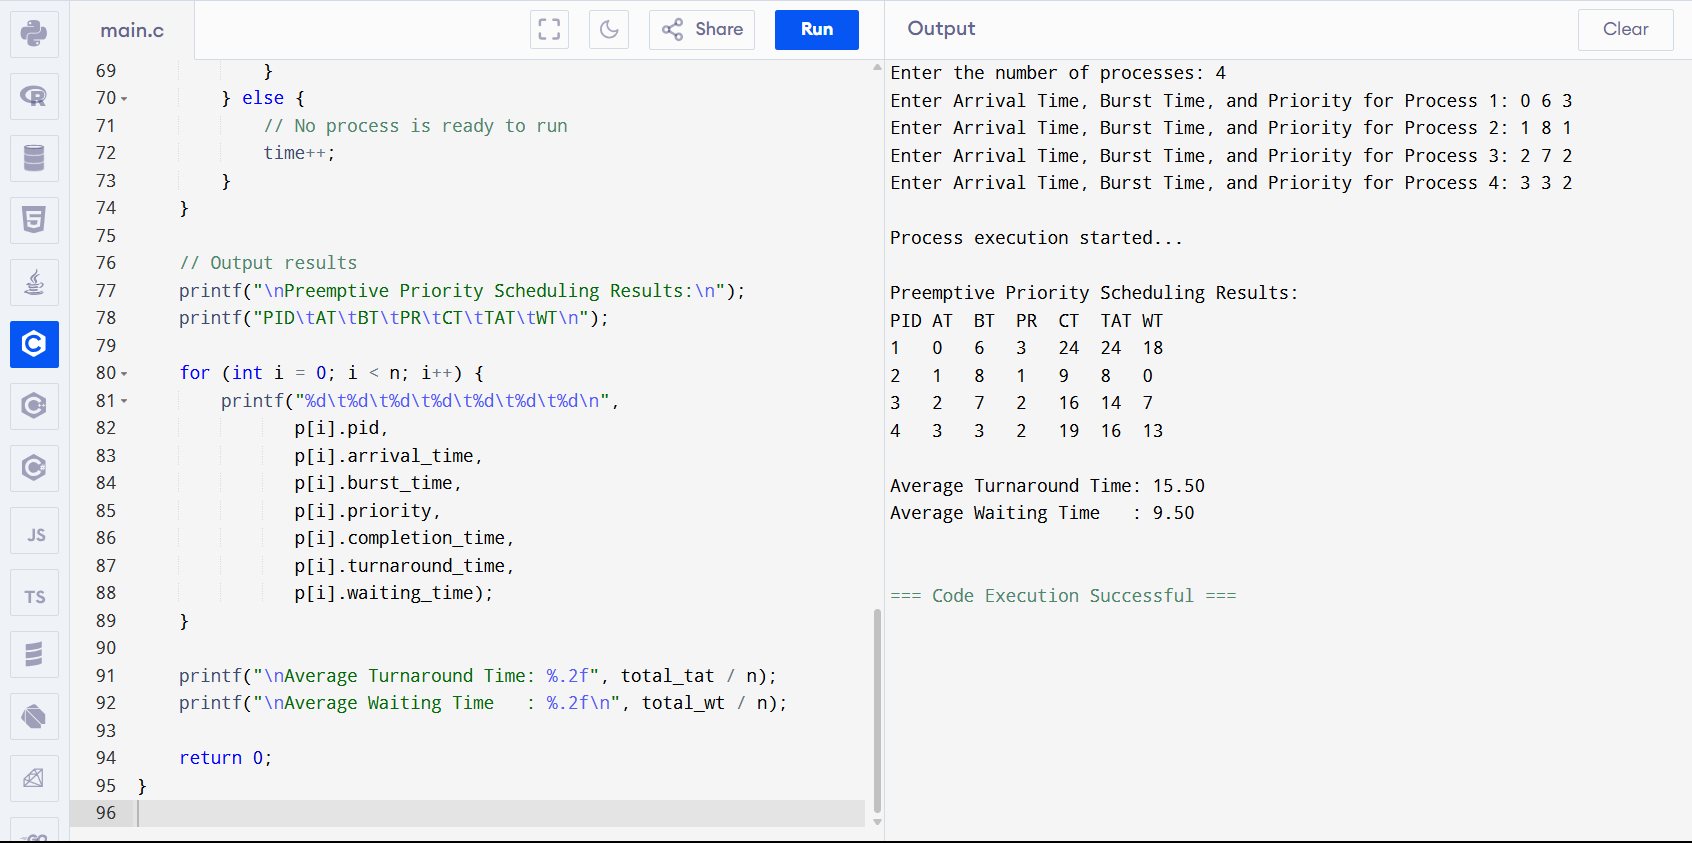 main.c
Share
Run
Output
Clear
69 }
70 } else {
71 // No process is ready to run
72 time++;
73 }
74 }
75
76 // Output results
77 printf("\nPreemptive Priority Scheduling Results:\n");
78 printf("PID\tAT\tBT\tPR\tCT\tTAT\tWT\n");
79
80 for (int i = 0; i < n; i++) {
81 printf("%d\t%d\t%d\t%d\t%d\t%d\t%d\n",
82 p[i].pid,
83 p[i].arrival_time,
84 p[i].burst_time,
85 p[i].priority,
86 p[i].completion_time,
87 p[i].turnaround_time,
88 p[i].waiting_time);
89 }
90
91 printf("\nAverage Turnaround Time: %.2f", total_tat / n);
92 printf("\nAverage Waiting Time   : %.2f\n", total_wt / n);
93
94 return 0;
95 }
96
Enter the number of processes: 4
Enter Arrival Time, Burst Time, and Priority for Process 1: 0 6 3
Enter Arrival Time, Burst Time, and Priority for Process 2: 1 8 1
Enter Arrival Time, Burst Time, and Priority for Process 3: 2 7 2
Enter Arrival Time, Burst Time, and Priority for Process 4: 3 3 2
Process execution started...
Preemptive Priority Scheduling Results:
PID AT BT PR CT TAT WT
1 0 6 3 24 24 18
2 1 8 1 9 8 0
3 2 7 2 16 14 7
4 3 3 2 19 16 13
Average Turnaround Time: 15.50
Average Waiting Time   : 9.50
=== Code Execution Successful ===
R
5
C
C
C
JS
TS
GO